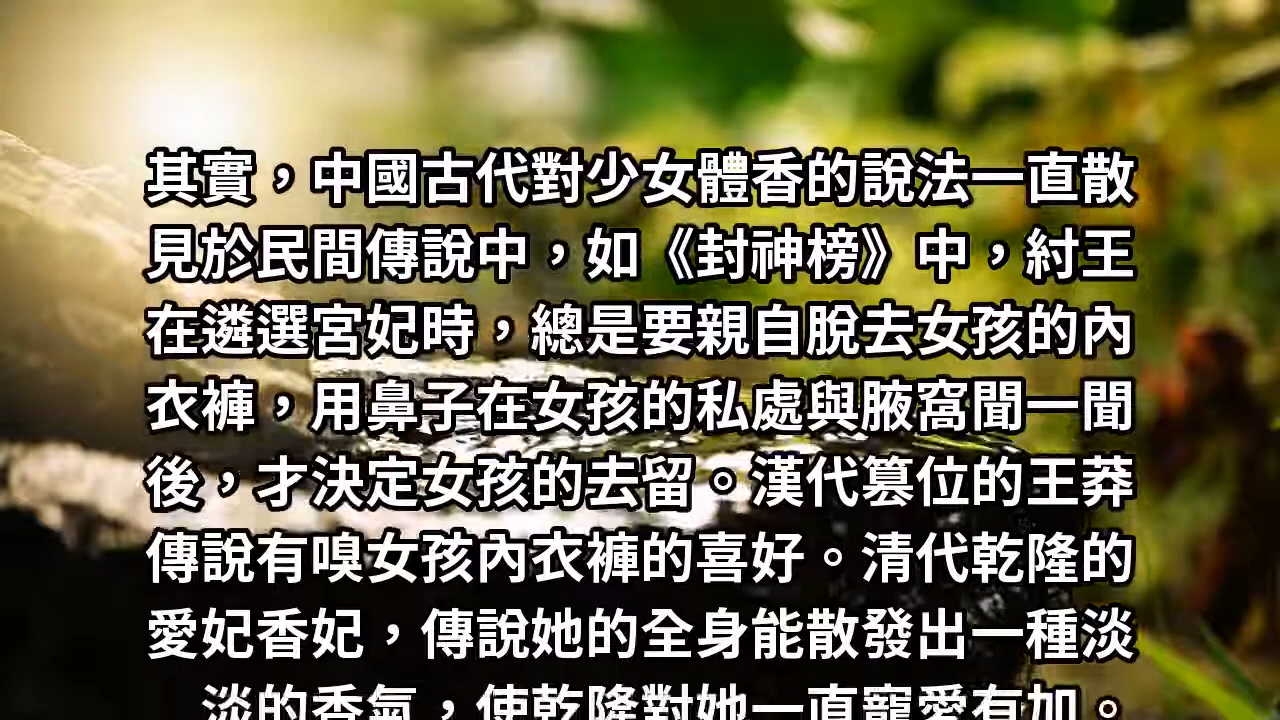 其實，中國古代對少女體香的說法一直散
見於民間傳說中，如《封神榜》中，紂王
在遴選宮妃時，總是要親自脫去女孩的內
衣褲，用鼻子在女孩的私處與腋窩聞一聞
後，才決定女孩的去留。漢代篡位的王莽
傳說有嗅女孩內衣褲的喜好。清代乾隆的
愛妃香妃，傳說她的全身能散發出一種淡
淡的香氣，使乾隆對她一直寵愛有加。